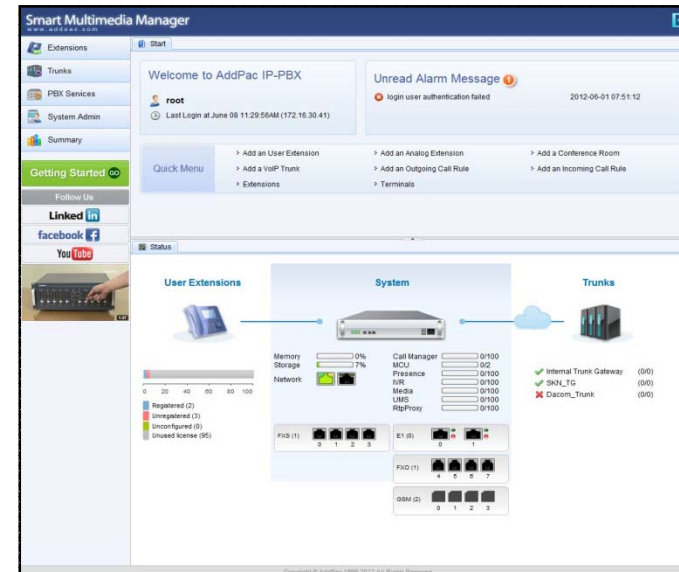 Smart Multimedia Manager
www.addpac.com
Extensions
Trunks
PBX Services
System Admin
Summary
Getting Started GO
Follow Us
Linked in
facebook f
You Tube
Start
Welcome to AddPac IP-PBX
root
Last Login at June 08 11:29:56AM (172.16.30.41)
Unread Alarm Message
login user authentication failed 2012-06-01 07:51:12
Quick Menu
> Add an User Extension
> Add an Analog Extension
> Add a Conference Room
> Add a VoIP Trunk
> Add an Outgoing Call Rule
> Add an Incoming Call Rule
> Extensions
> Terminals
Status
User Extensions
0 20 40 60 80 100
Registered (2)
Unregistered (3)
Unconfigured (0)
Unused license (95)
System
Memory 0%
Storage 7%
Network
Call Manager 0/100
MCU 0/2
Presence 0/100
IVR 0/100
Media 0/100
UMS 0/100
RtpProxy 0/100
FXS (1)
0 1 2 3
E1 (0)
0 1
FXO (1)
4 5 6 7
GSM (2)
0 1 2 3
Trunks
Internal Trunk Gateway (0/0)
SKN_TG (0/0)
Dacom_Trunk (0/0)